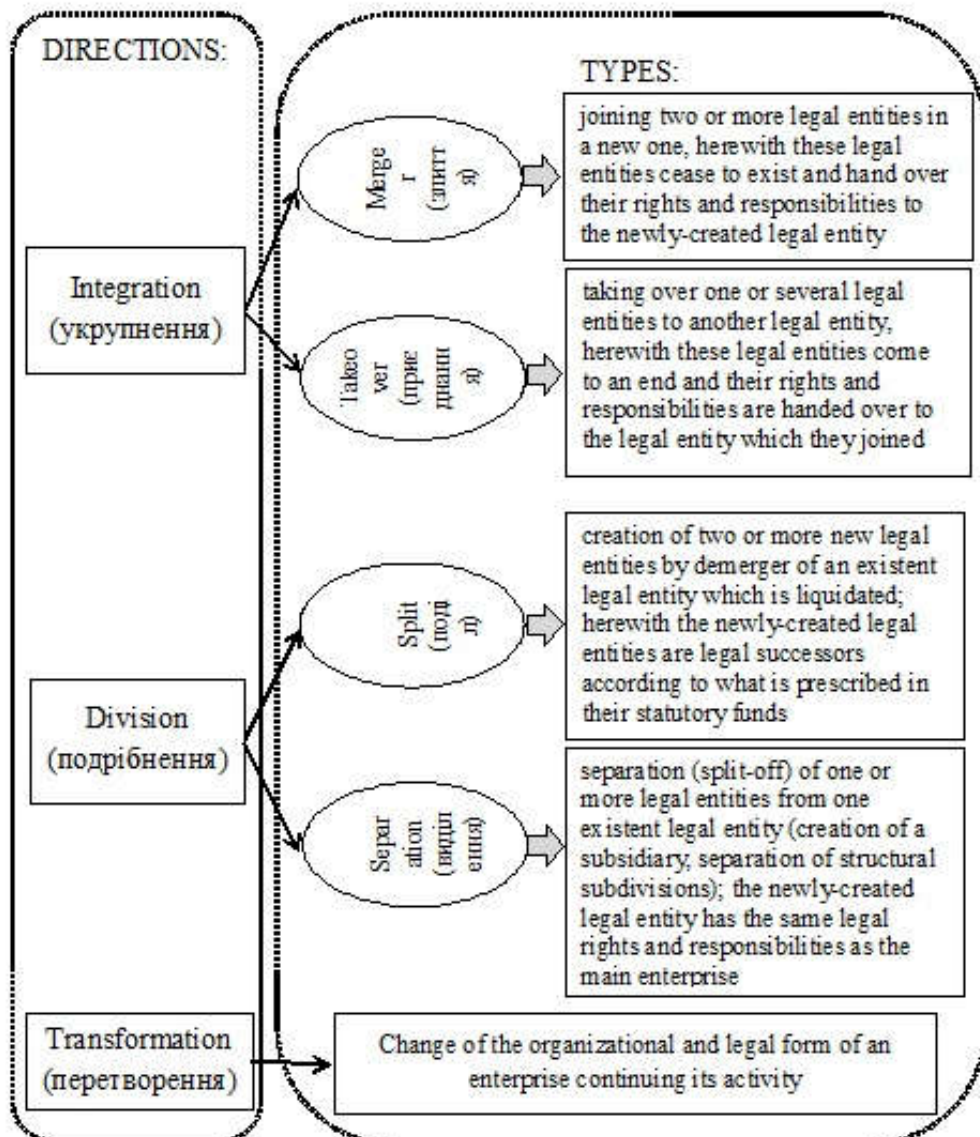 DIRECTIONS:
TYPES:
Integration
(укрупнення)
Merge
r
(злитт
я)
joining two or more legal entities in
a new one, herewith these legal
entities cease to exist and hand over
their rights and responsibilities to
the newly-created legal entity
Takeo
ver
(приє
днанн
я)
taking over one or several legal
entities to another legal entity,
herewith these legal entities come
to an end and their rights and
responsibilities are handed over to
the legal entity which they joined
Division
(подрібнення)
Split
(поді
л)
creation of two or more new legal
entities by demerger of an existent
legal entity which is liquidated;
herewith the newly-created legal
entities are legal successors
according to what is prescribed in
their statutory funds
Separ
ation
(виділ
ення)
separation (split-off) of one or
more legal entities from one
existent legal entity (creation of a
subsidiary, separation of structural
subdivisions); the newly-created
legal entity has the same legal
rights and responsibilities as the
main enterprise
Transformation
(перетворення)
Change of the organizational and legal form of an
enterprise continuing its activity